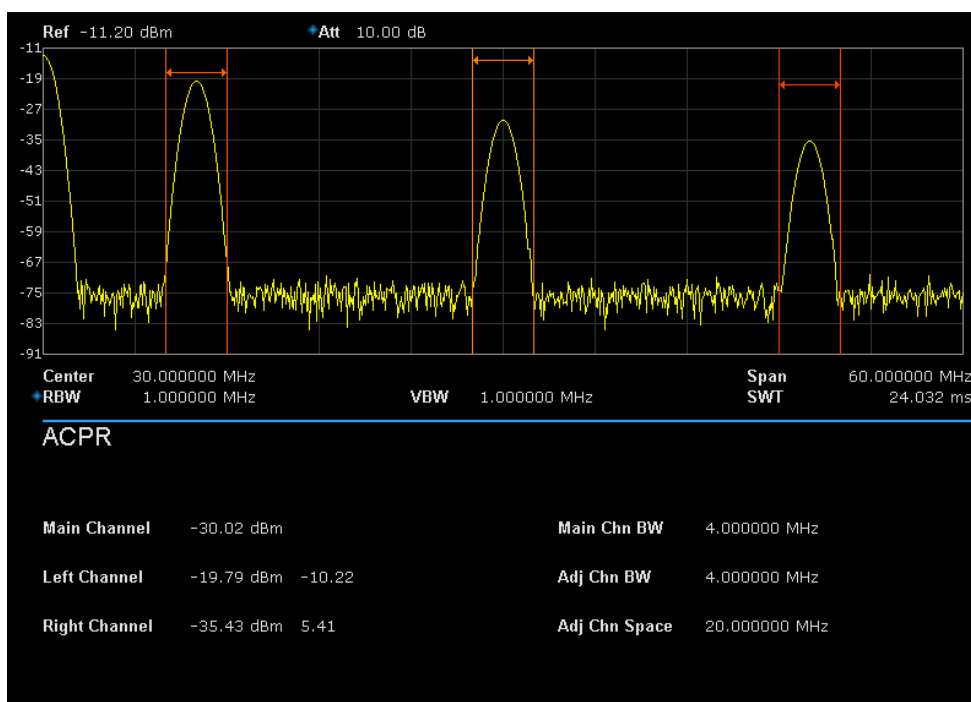 Ref -11.20 dBm Att 10.00 dB
-11
-19
-27
-35
-43
-51
-59
-67
-75
-83
-91
Center 30.000000 MHz Span 60.000000 MHz
RBW 1.000000 MHz VBW 1.000000 MHz SWT 24.032 ms
ACPR
Main Channel -30.02 dBm Main Chn BW 4.000000 MHz
Left Channel -19.79 dBm -10.22 Adj Chn BW 4.000000 MHz
Right Channel -35.43 dBm 5.41 Adj Chn Space 20.000000 MHz